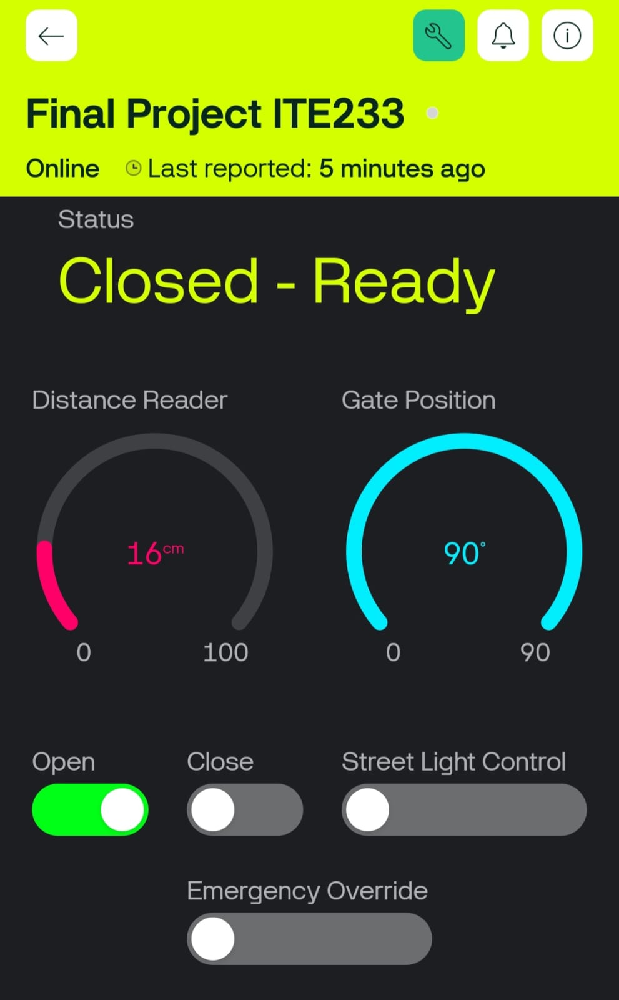 Final Project ITE233
Online Last reported: 5 minutes ago
Status
Closed - Ready
Distance Reader Gate Position
16cm 90°
0 100 0 90
Open Close Street Light Control
Emergency Override